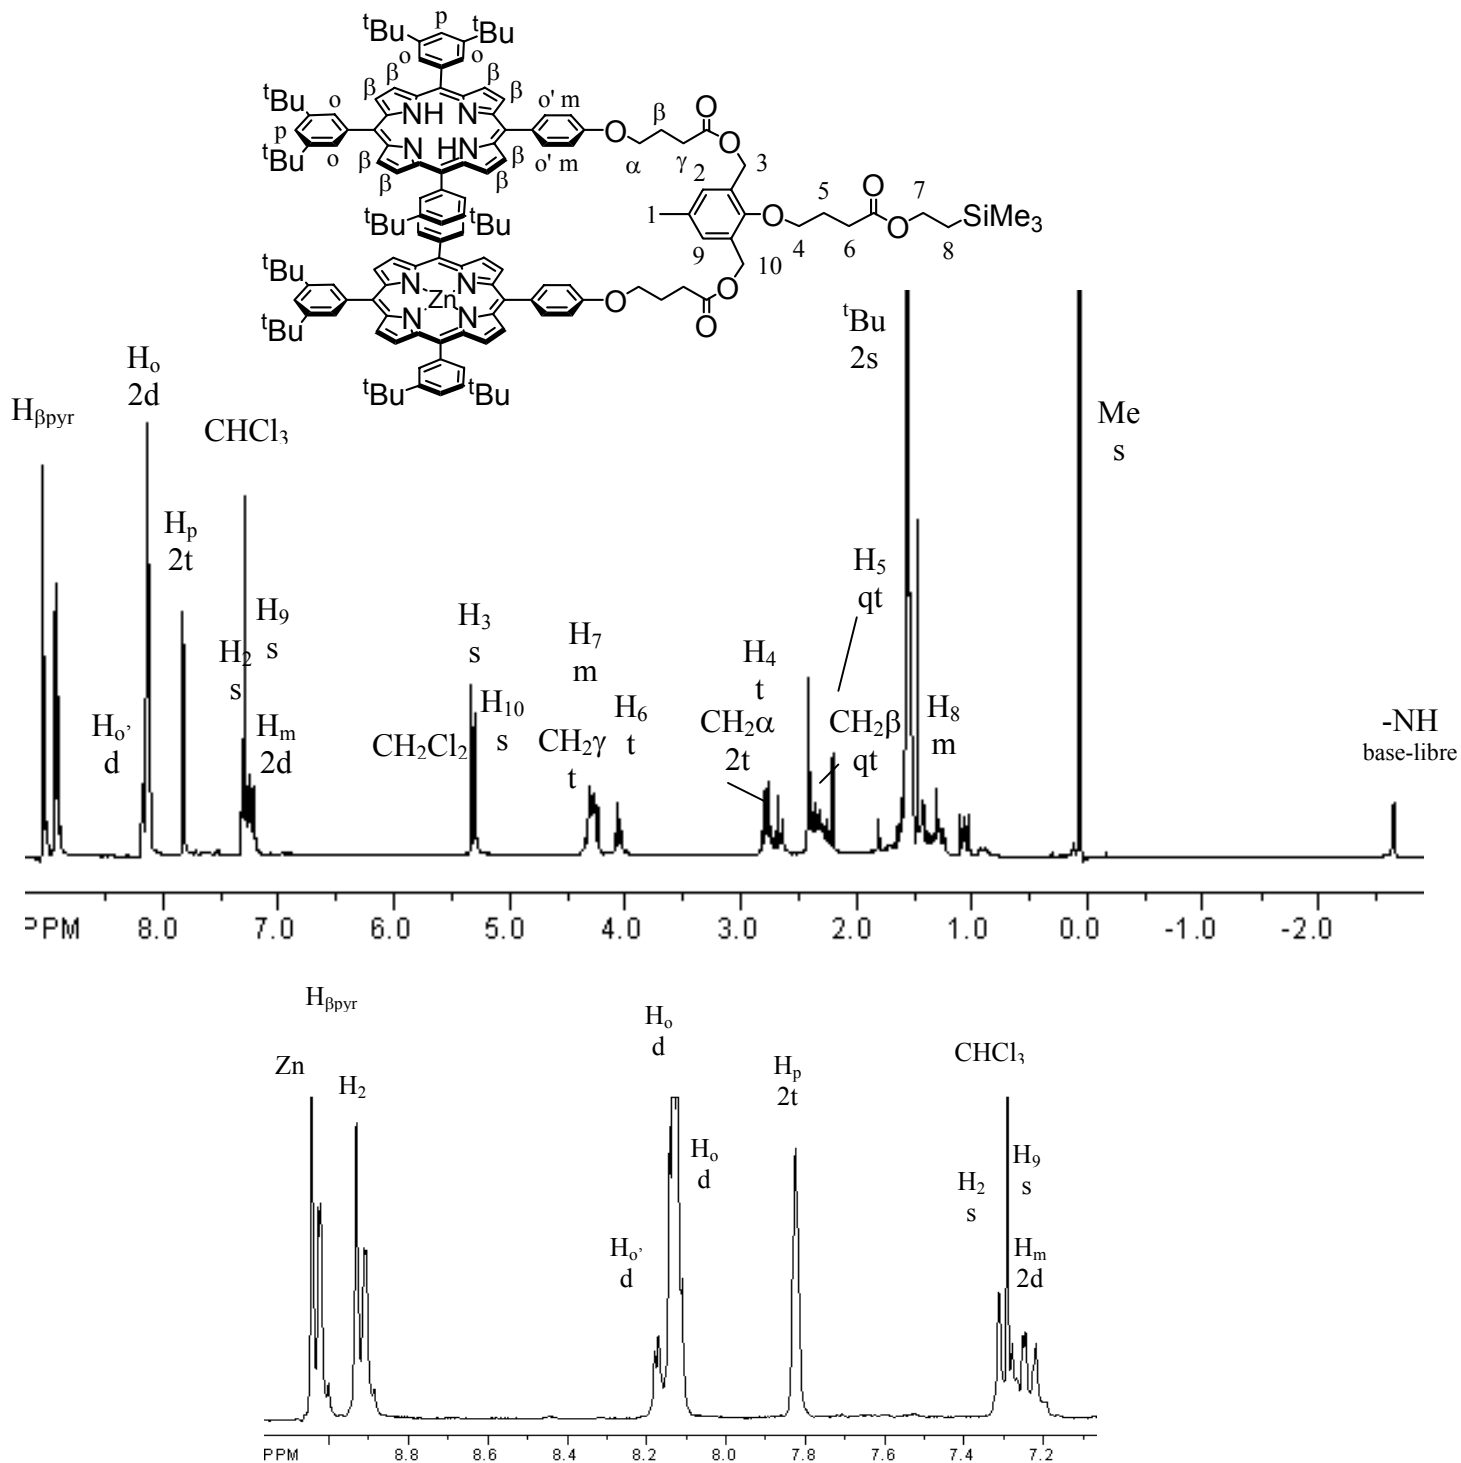 p
tBu tBu
o o
β β
tBu β β
o o' m β O
NH N
p O O
N HN
tBu o β β o' m α γ 2 3
β β
5 O 7
tBu tBu 1 O O SiMe3
4 6 8
tBu 9 10
N N
Zn O O
N N
tBu O
tBu tBu
tBu
2s
Ho
2d
HβPyr
CHCl3
Me
s
Hp
2t
H5
qt
H9
s
H3
s
H7
m
H2
s
H4
t
H10
s
H6
t
Ho'
d
Hm
2d
CH2Cl2
CH2γ
t
CH2α
2t
CH2β
qt
H8
m
-NH
base-libre
PPM 8.0 7.0 6.0 5.0 4.0 3.0 2.0 1.0 0.0 -1.0 -2.0
Hβpyr
Ho
d
Zn
H2
Hp
2t
CHCl3
Ho
d
H9
s
H2
s
Ho'
d
Hm
2d
PPM 8.8 8.6 8.4 8.2 8.0 7.8 7.6 7.4 7.2